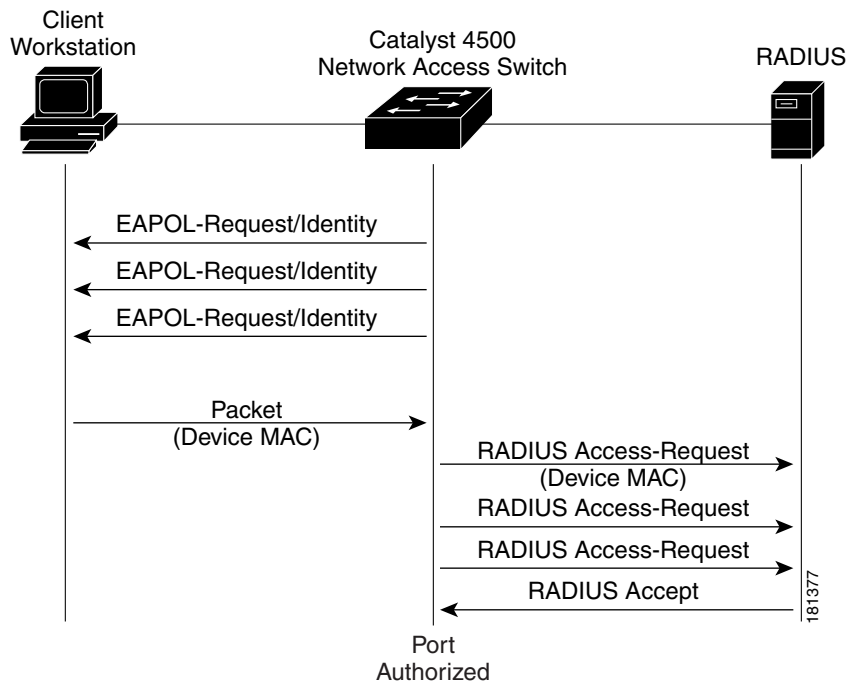 Client
Workstation
Catalyst 4500
Network Access Switch
RADIUS
EAPOL-Request/Identity
EAPOL-Request/Identity
EAPOL-Request/Identity
Packet
(Device MAC)
RADIUS Access-Request
(Device MAC)
RADIUS Access-Request
RADIUS Access-Request
RADIUS Accept
181377
Port
Authorized